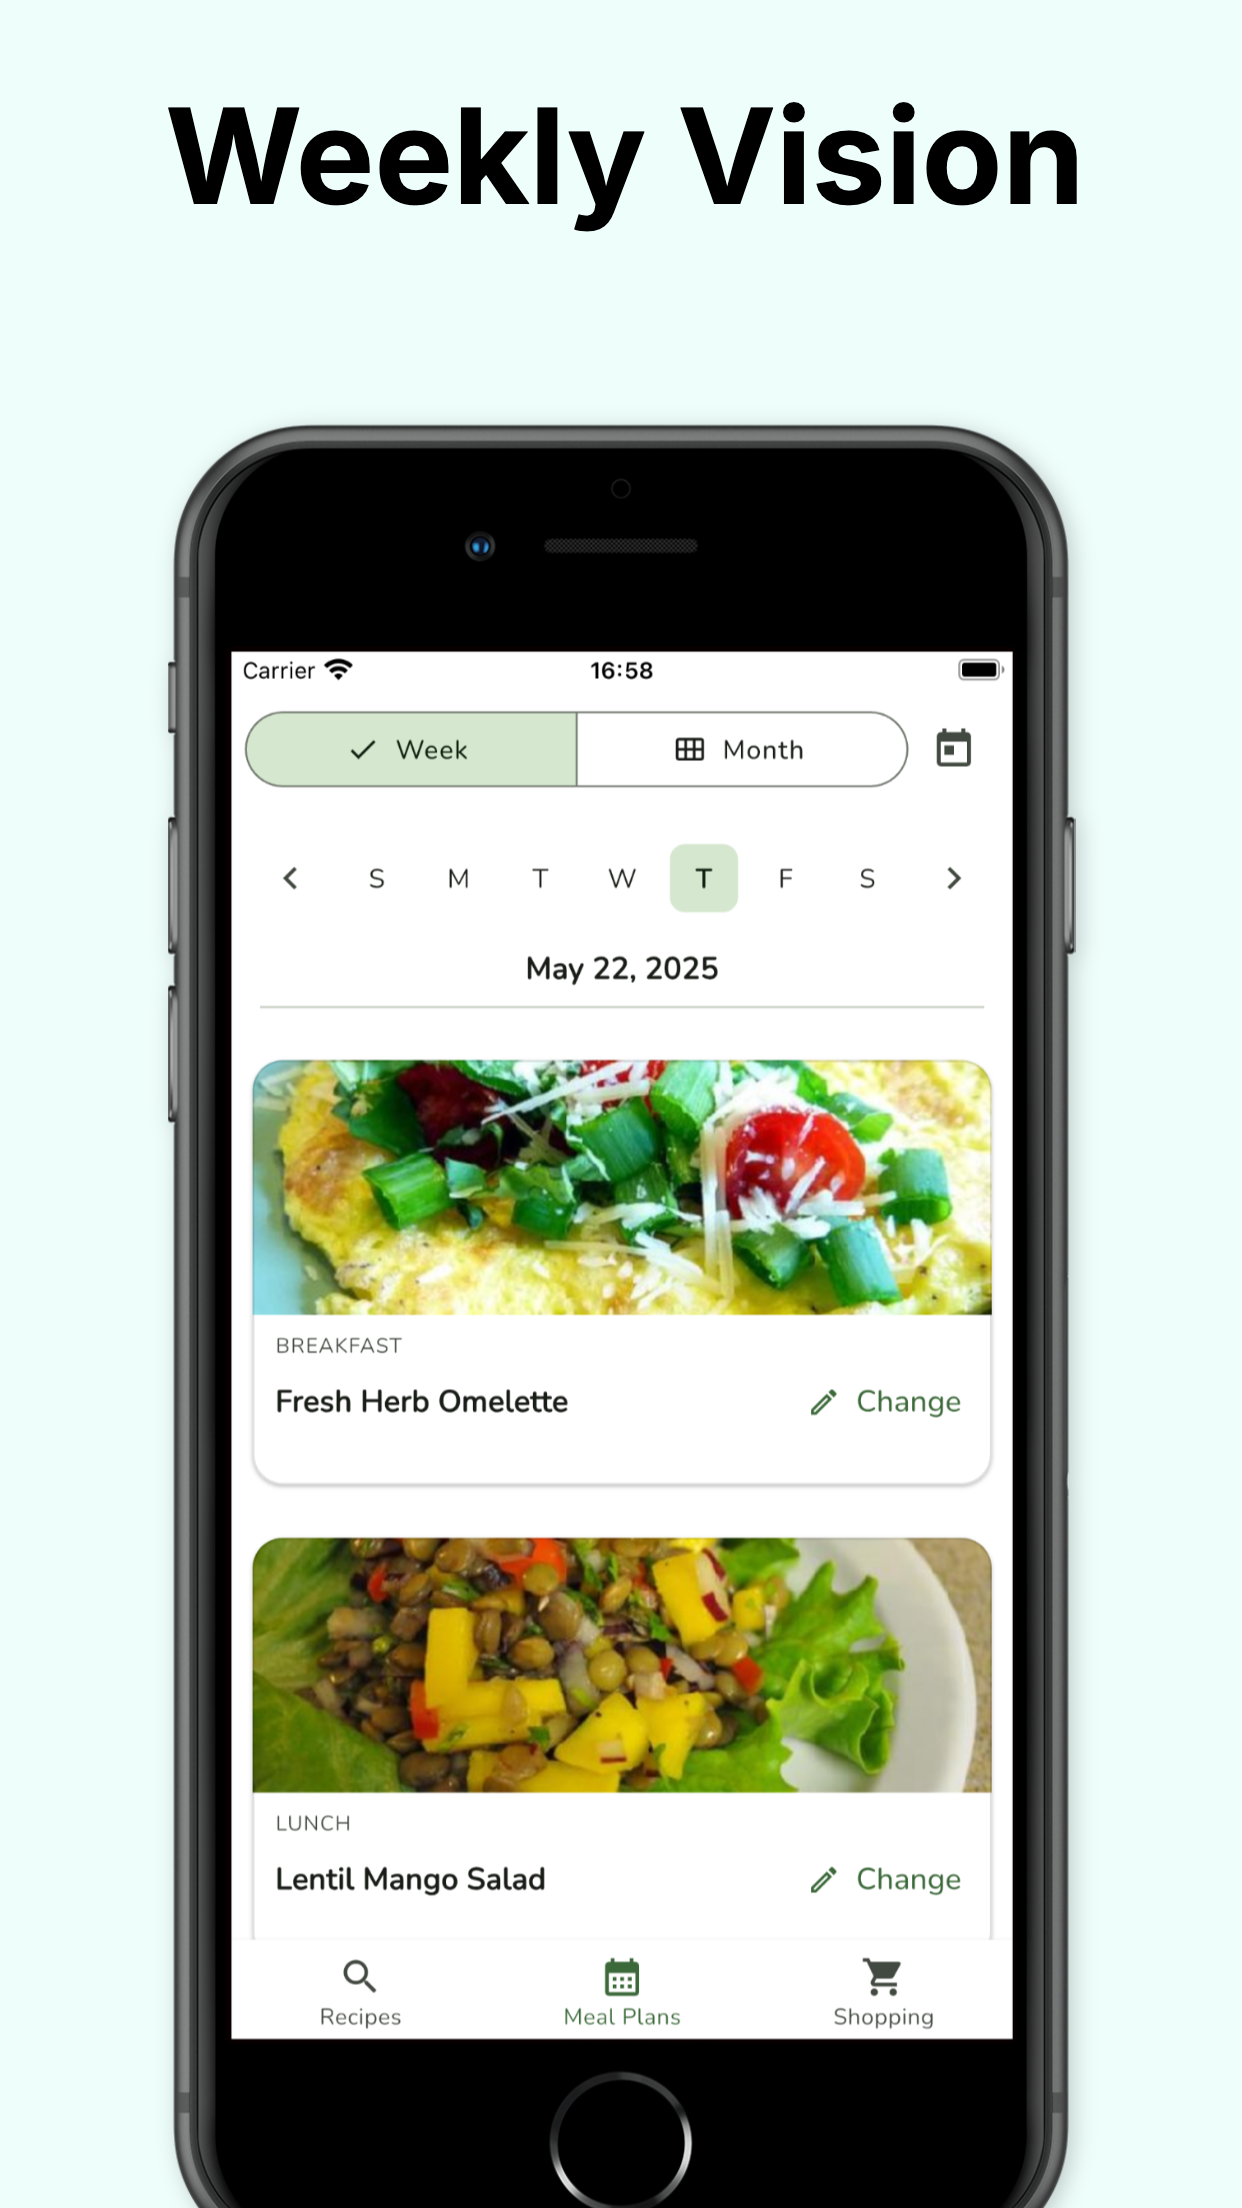 Weekly Vision
Carrier 16:58
Week Month
S M T W T F S
May 22, 2025
BREAKFAST
Fresh Herb Omelette Change
LUNCH
Lentil Mango Salad Change
Recipes Meal Plans Shopping